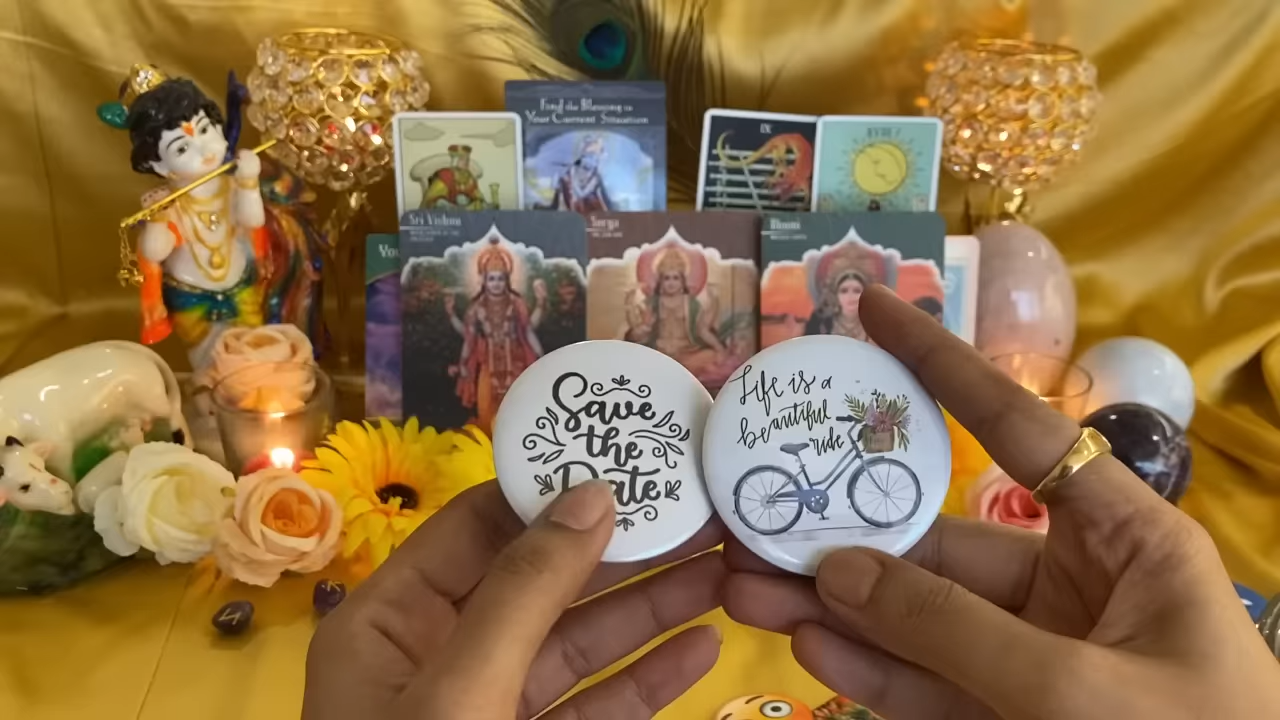 Find the Blessing in
Your Current Situation
IX
Sri Vishnu
Surya
Bhumi
You
Save
the
Date
Life is a
beautiful
ride